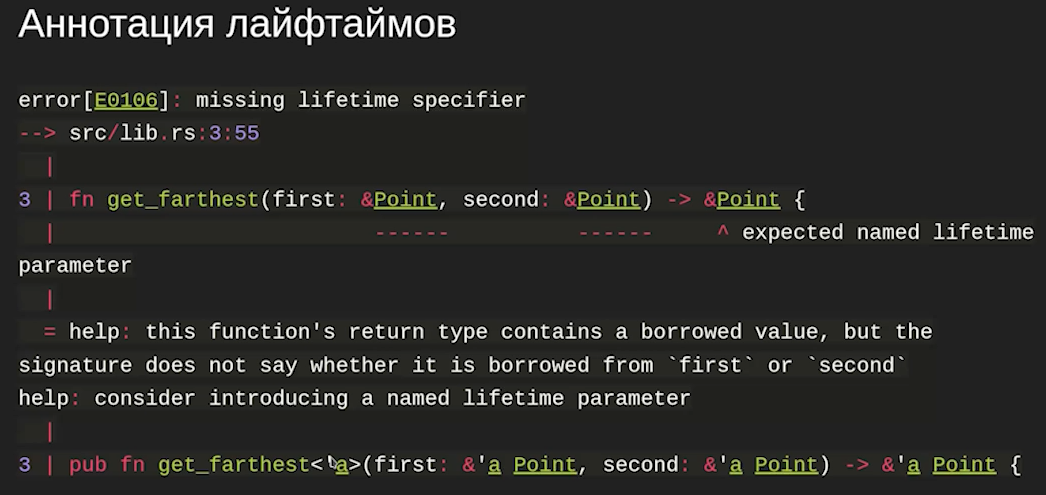 Аннотация лайфтаймов
error[E0106]: missing lifetime specifier
--> src/lib.rs:3:55
|
3 | fn get_farthest(first: &Point, second: &Point) -> &Point {
| ------ ------ ^ expected named lifetime
parameter
|
= help: this function's return type contains a borrowed value, but the
signature does not say whether it is borrowed from `first` or `second`
help: consider introducing a named lifetime parameter
|
3 | pub fn get_farthest<'a>(first: &'a Point, second: &'a Point) -> &'a Point {